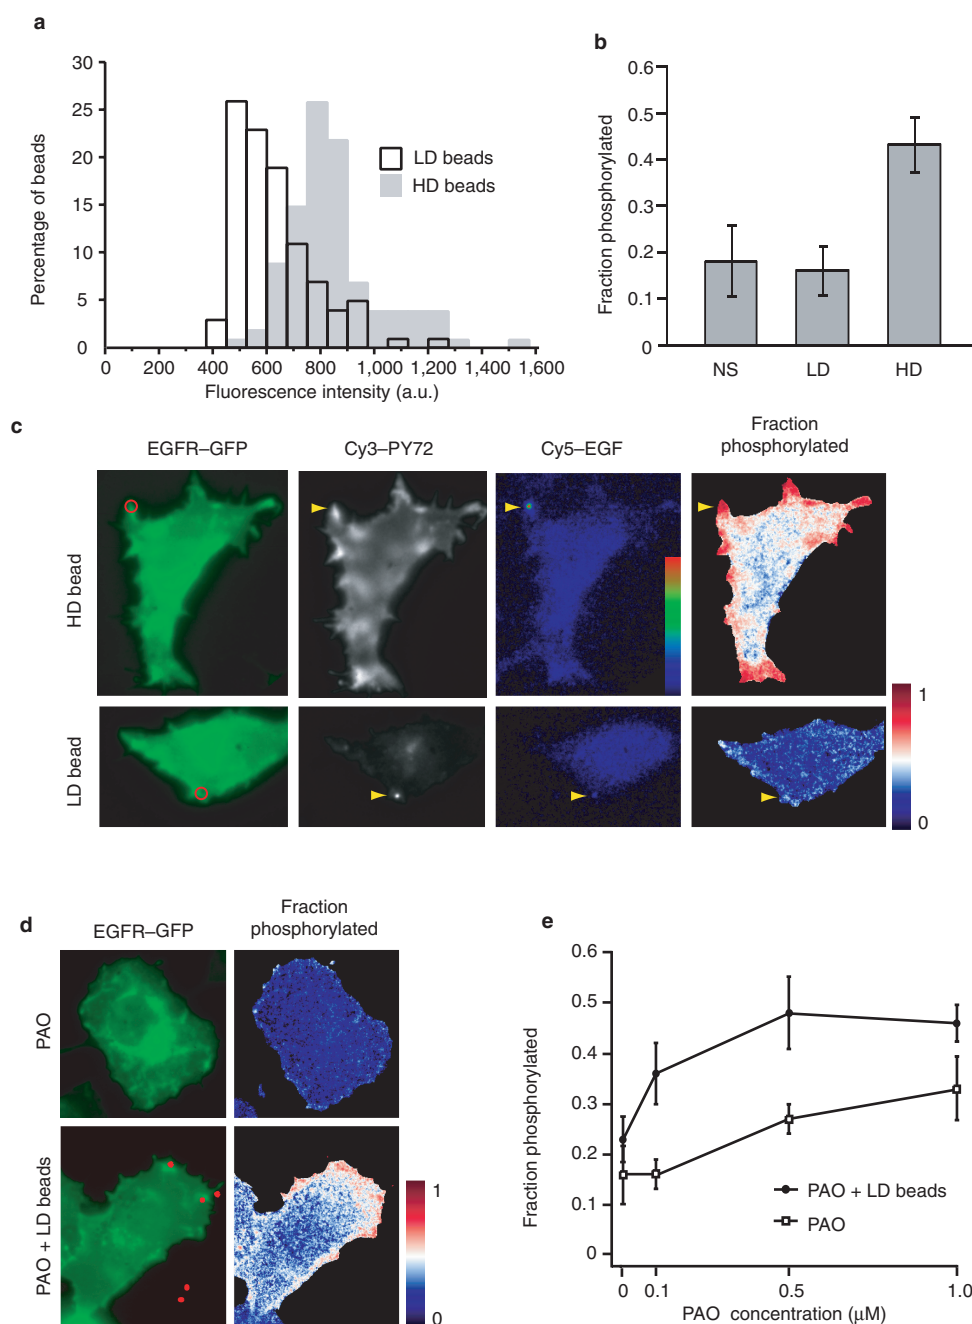 a
30
25
20
15
10
5
0
Percentage of beads
LD beads
HD beads
0 200 400 600 800 1,000 1,200 1,400 1,600
Fluorescence intensity (a.u.)
b
0.6
0.5
0.4
0.3
0.2
0.1
0
Fraction phosphorylated
NS LD HD
c
EGFR–GFP
Cy3–PY72
Cy5–EGF
Fraction
phosphorylated
HD bead
LD bead
1
0
d
EGFR–GFP
Fraction
phosphorylated
PAO
PAO + LD beads
1
0
e
0.6
0.5
0.4
0.3
0.2
0.1
0
Fraction phosphorylated
PAO + LD beads
PAO
0 0.1 0.5 1.0
PAO concentration (μM)